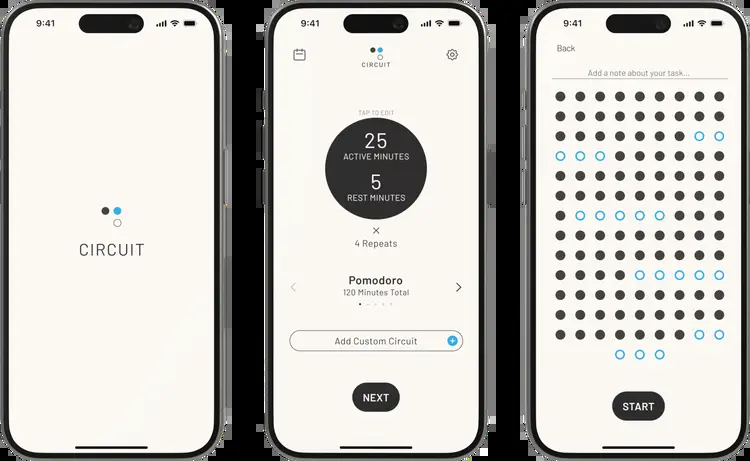 9:41
CIRCUIT
9:41
CIRCUIT
TAP TO EDIT
25
ACTIVE MINUTES
5
REST MINUTES
×
4 Repeats
Pomodoro
120 Minutes Total
Add Custom Circuit
NEXT
9:41
Back
Add a note about your task...
START